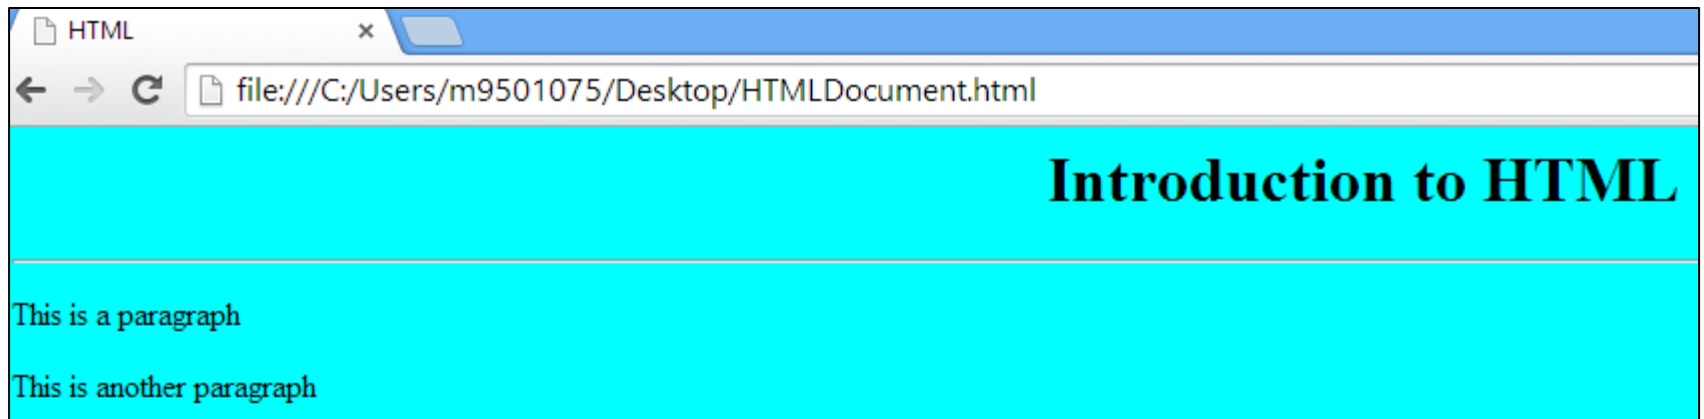 HTML
file:///C:/Users/m9501075/Desktop/HTMLDocument.html
Introduction to HTML
This is a paragraph
This is another paragraph